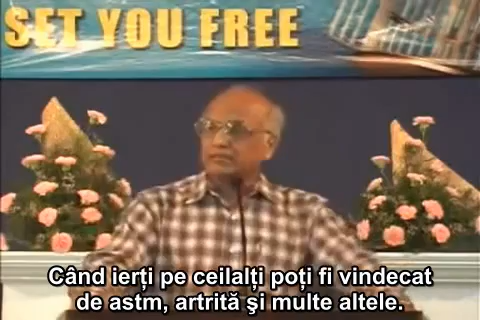 SET YOU FREE
Când ierți pe ceilalți poți fi vindecat
de astm, artrită şi multe altele.